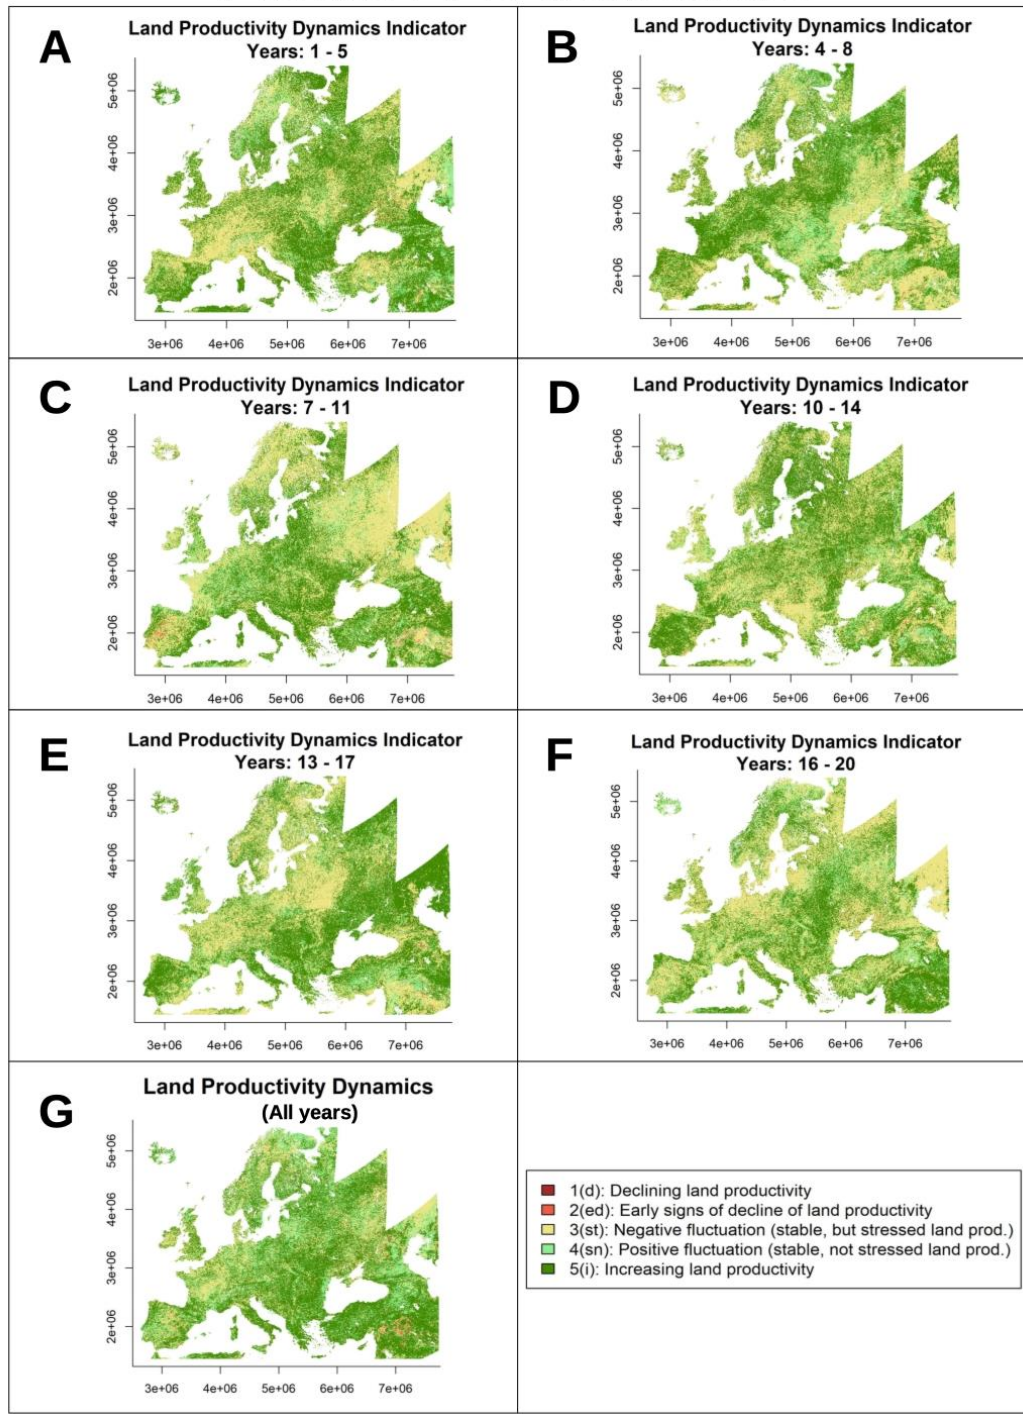 A
Land Productivity Dynamics Indicator
Years: 1 - 5
5e+06
4e+06
3e+06
2e+06
3e+06 4e+06 5e+06 6e+06 7e+06
B
Land Productivity Dynamics Indicator
Years: 4 - 8
5e+06
4e+06
3e+06
2e+06
3e+06 4e+06 5e+06 6e+06 7e+06
C
Land Productivity Dynamics Indicator
Years: 7 - 11
5e+06
4e+06
3e+06
2e+06
3e+06 4e+06 5e+06 6e+06 7e+06
D
Land Productivity Dynamics Indicator
Years: 10 - 14
5e+06
4e+06
3e+06
2e+06
3e+06 4e+06 5e+06 6e+06 7e+06
E
Land Productivity Dynamics Indicator
Years: 13 - 17
5e+06
4e+06
3e+06
2e+06
3e+06 4e+06 5e+06 6e+06 7e+06
F
Land Productivity Dynamics Indicator
Years: 16 - 20
5e+06
4e+06
3e+06
2e+06
3e+06 4e+06 5e+06 6e+06 7e+06
G
Land Productivity Dynamics
(All years)
5e+06
4e+06
3e+06
2e+06
3e+06 4e+06 5e+06 6e+06 7e+06
1(d): Declining land productivity
2(ed): Early signs of decline of land productivity
3(st): Negative fluctuation (stable, but stressed land prod.)
4(sn): Positive fluctuation (stable, not stressed land prod.)
5(i): Increasing land productivity